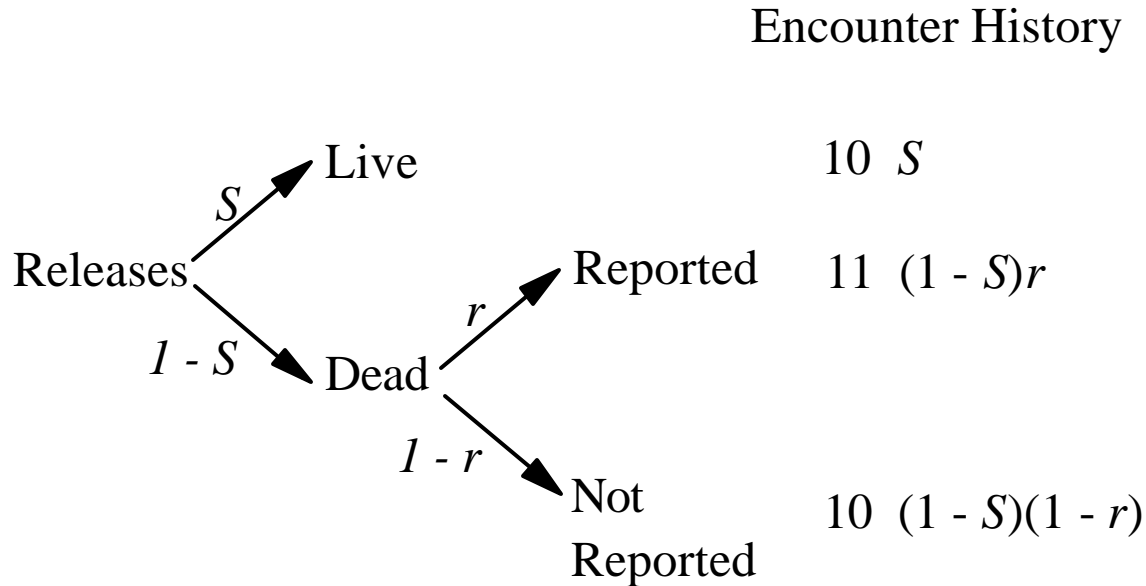 Encounter History
Live
10 S
S
Releases
Reported
11 (1 - S)r
r
1 - S
Dead
1 - r
Not
Reported
10 (1 - S)(1 - r)